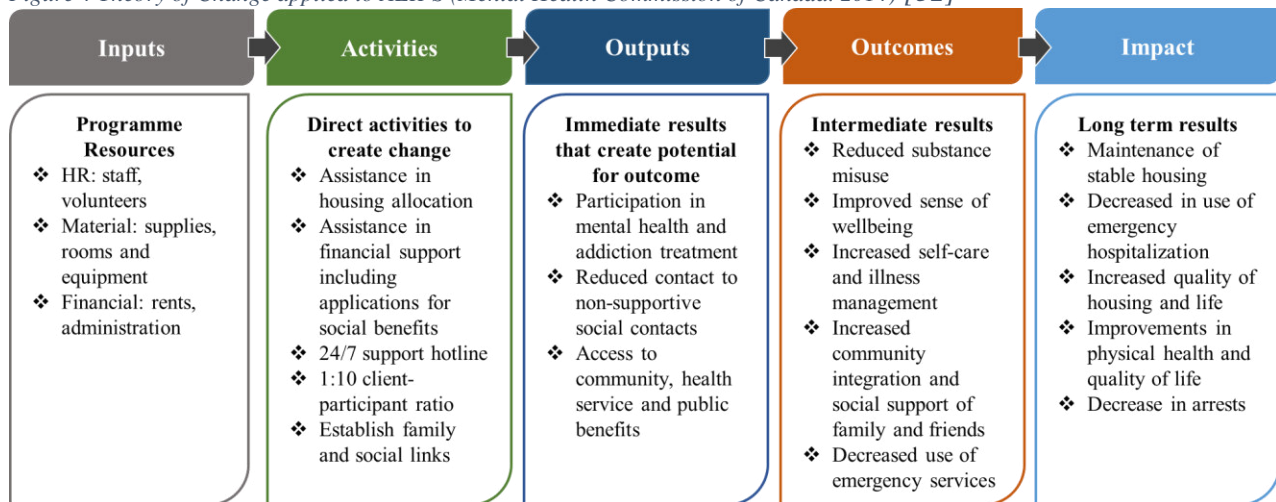 Inputs
Activities
Outputs
Outcomes
Impact
Programme
Resources
❖ HR: staff,
volunteers
❖ Material: supplies,
rooms and
equipment
❖ Financial: rents,
administration
Direct activities to
create change
❖ Assistance in
housing allocation
❖ Assistance in
financial support
including
applications for
social benefits
❖ 24/7 support hotline
❖ 1:10 client-
participant ratio
❖ Establish family
and social links
Immediate results
that create potential
for outcome
❖ Participation in
mental health and
addiction treatment
❖ Reduced contact to
non-supportive
social contacts
❖ Access to
community, health
service and public
benefits
Intermediate results
❖ Reduced substance
misuse
❖ Improved sense of
wellbeing
❖ Increased self-care
and illness
management
❖ Increased
community
integration and
social support of
family and friends
❖ Decreased use of
emergency services
Long term results
❖ Maintenance of
stable housing
❖ Decreased in use of
emergency
hospitalization
❖ Increased quality of
housing and life
❖ Improvements in
physical health and
quality of life
❖ Decrease in arrests